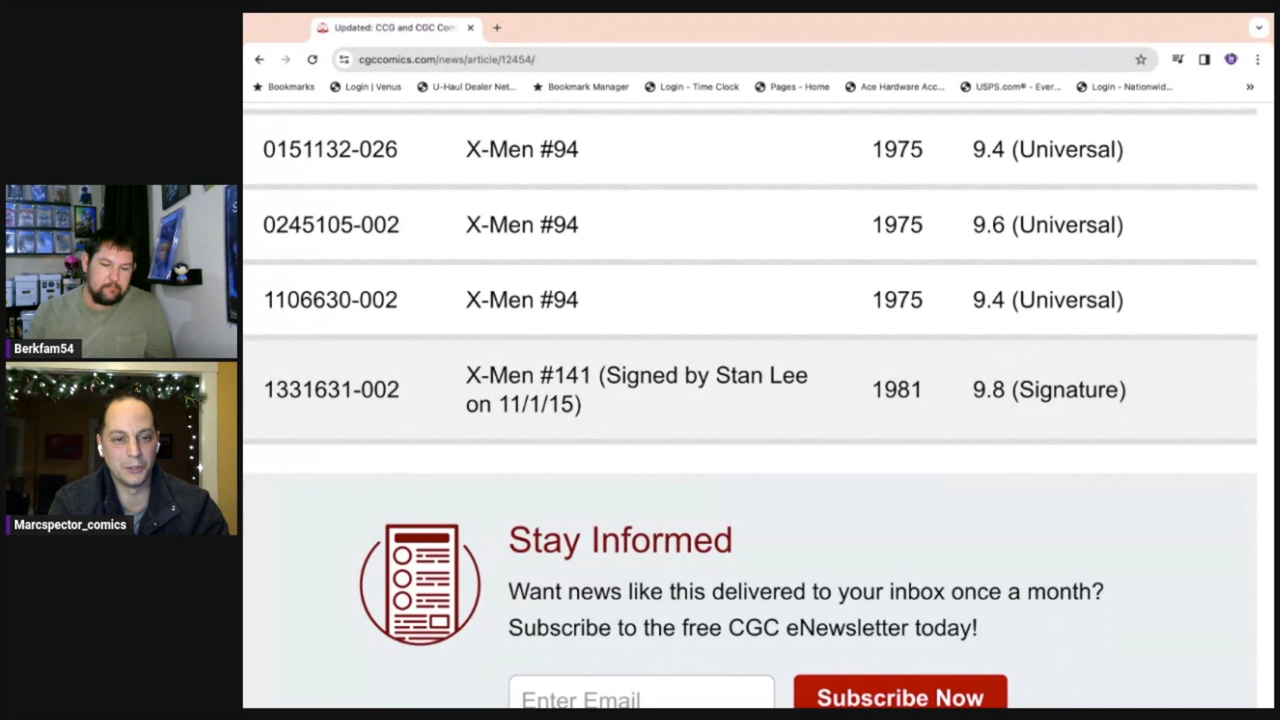 Updated: CCG and CGC Com
cgccomics.com/news/article/12454/
Bookmarks
Login | Venus
U-Haul Dealer Net...
Bookmark Manager
Login - Time Clock
Pages - Home
Ace Hardware Acc...
USPS.com® - Ever...
Login - Nationwid...
0151132-026 X-Men #94 1975 9.4 (Universal)
0245105-002 X-Men #94 1975 9.6 (Universal)
1106630-002 X-Men #94 1975 9.4 (Universal)
1331631-002 X-Men #141 (Signed by Stan Lee on 11/1/15) 1981 9.8 (Signature)
Stay Informed
Want news like this delivered to your inbox once a month?
Subscribe to the free CGC eNewsletter today!
Enter Email
Subscribe Now
Berkfam54
Marcspector_comics